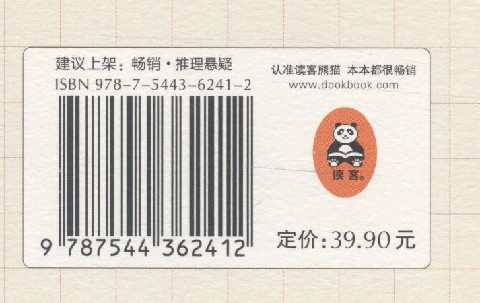 建议上架：畅销·推理悬疑
ISBN 978-7-5443-6241-2
认准读客熊猫 本本都很畅销
www.dookbook.com
读客®
9 787544 362412
定价：39.90元